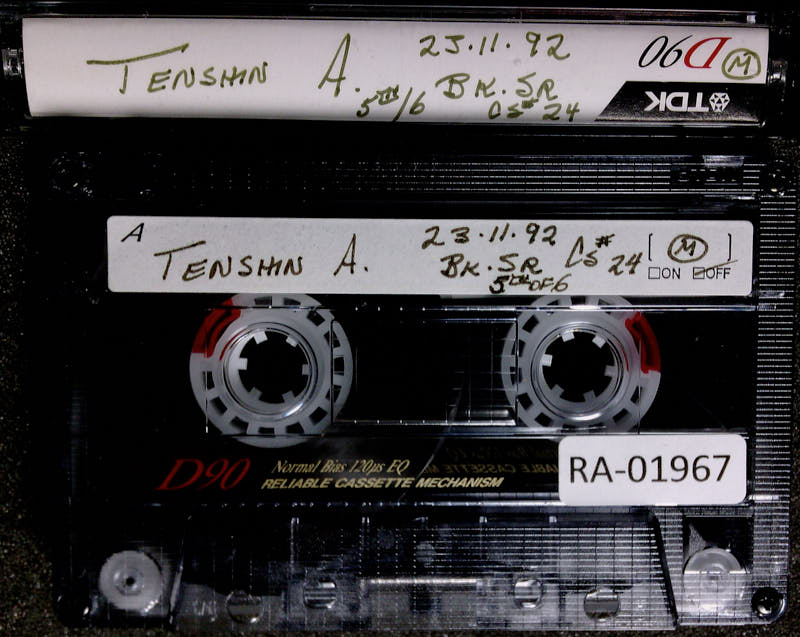 TENSHIN A. 23.11.92
5TH/6 BK. SR
CS# 24
D90 M
TDK
A TENSHIN A. 23.11.92 CS# 24 [ M ]
BK. SR ON OFF
5TH OF 6
D90 Normal Bias 120µs EQ
RELIABLE CASSETTE MECHANISM
RA-01967